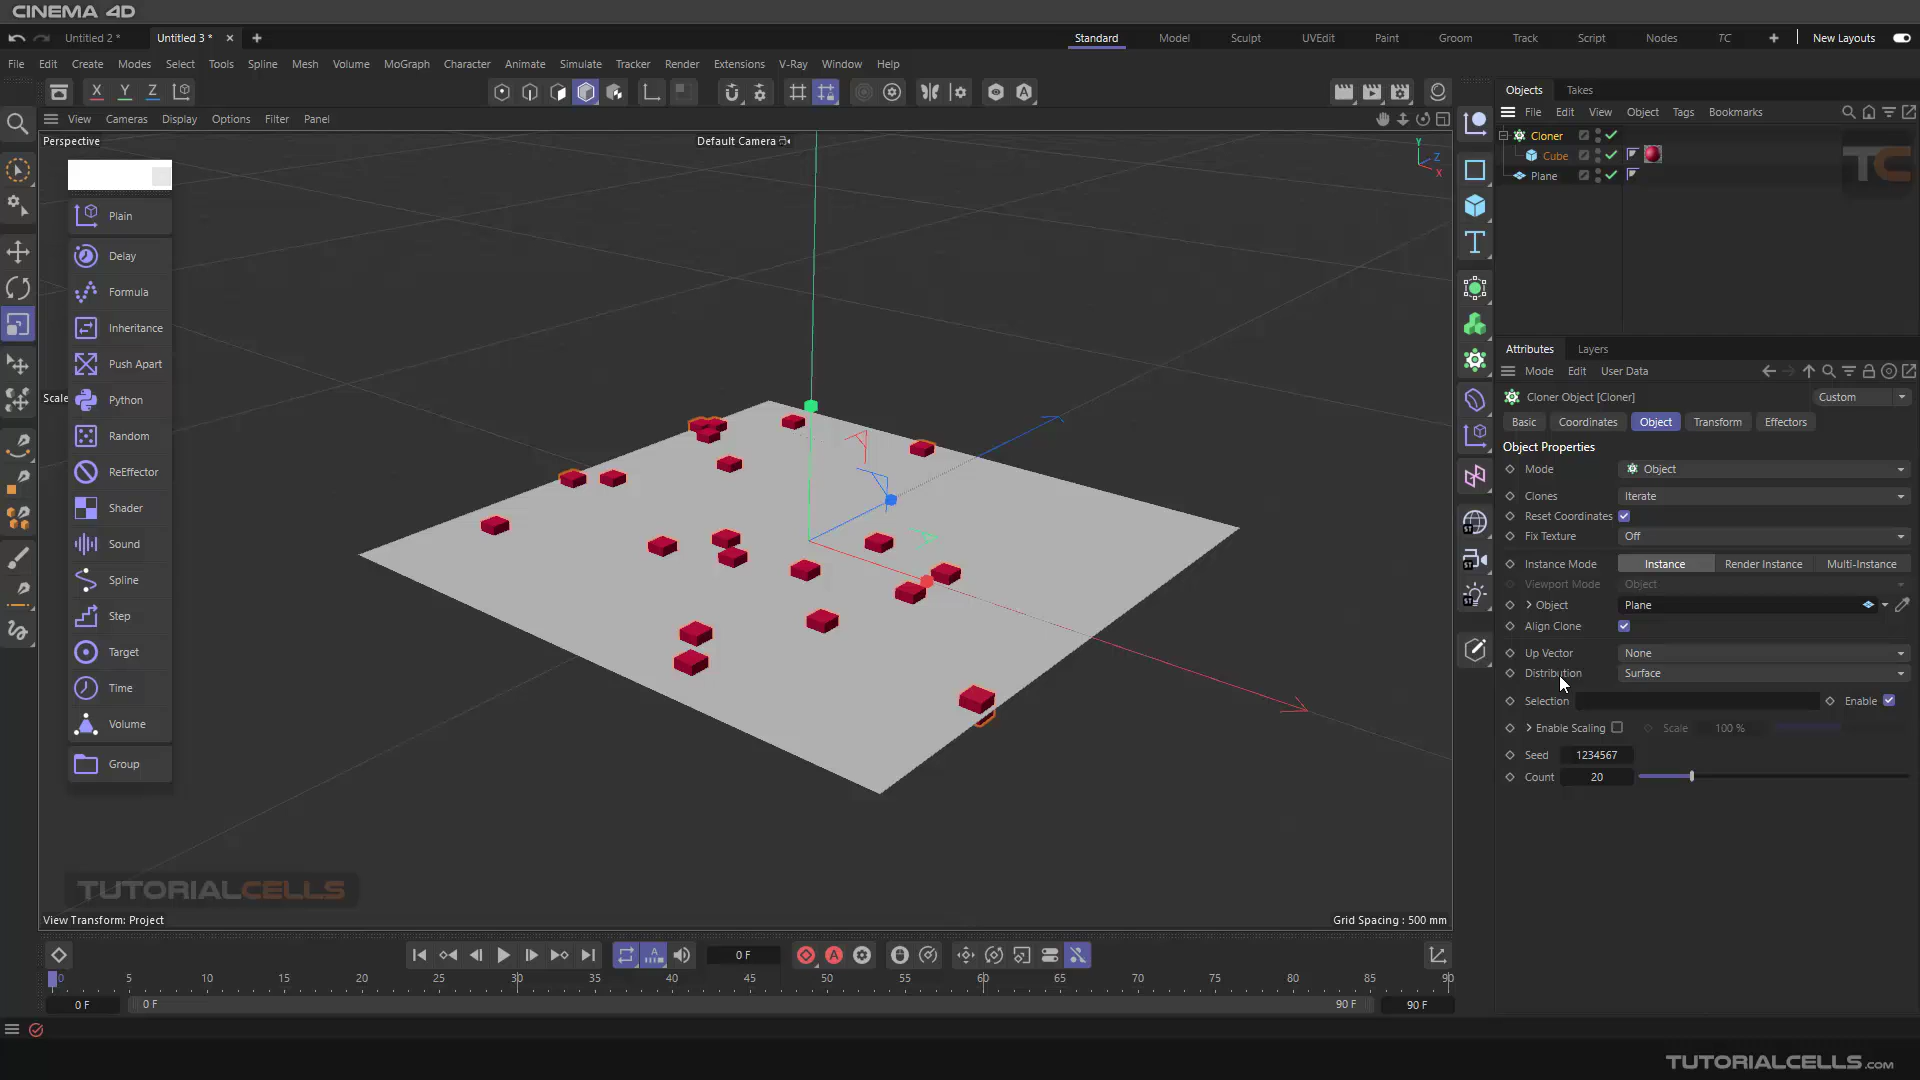 CINEMA 4D
Untitled 2 *
Untitled 3 *
Standard
Model
Sculpt
UVEdit
Paint
Groom
Track
Script
Nodes
TC
New Layouts
File Edit Create Modes Select Tools Spline Mesh Volume MoGraph Character Animate Simulate Tracker Render Extensions V-Ray Window Help
X Y Z
View Cameras Display Options Filter Panel
Perspective
Default Camera
Y
Z
X
Plain
Delay
Formula
Inheritance
Push Apart
Scale
Python
Random
ReEffector
Shader
Sound
Spline
Step
Target
Time
Volume
Group
TUTORIALCELLS
View Transform: Project
Grid Spacing : 500 mm
Objects Takes
File Edit View Object Tags Bookmarks
Cloner
Cube
Plane
TC
Attributes Layers
Mode Edit User Data
Cloner Object [Cloner]
Custom
Basic Coordinates Object Transform Effectors
Object Properties
Mode Object
Clones Iterate
Reset Coordinates
Fix Texture Off
Instance Mode Instance Render Instance Multi-Instance
Viewport Mode Object
Object Plane
Align Clone
Up Vector None
Distribution Surface
Selection Enable
Enable Scaling Scale 100 %
Seed 1234567
Count 20
0 F
0 5 10 15 20 25 30 35 40 45 50 55 60 65 70 75 80 85 90
0 F 0 F 90 F 90 F
TUTORIALCELLS.com